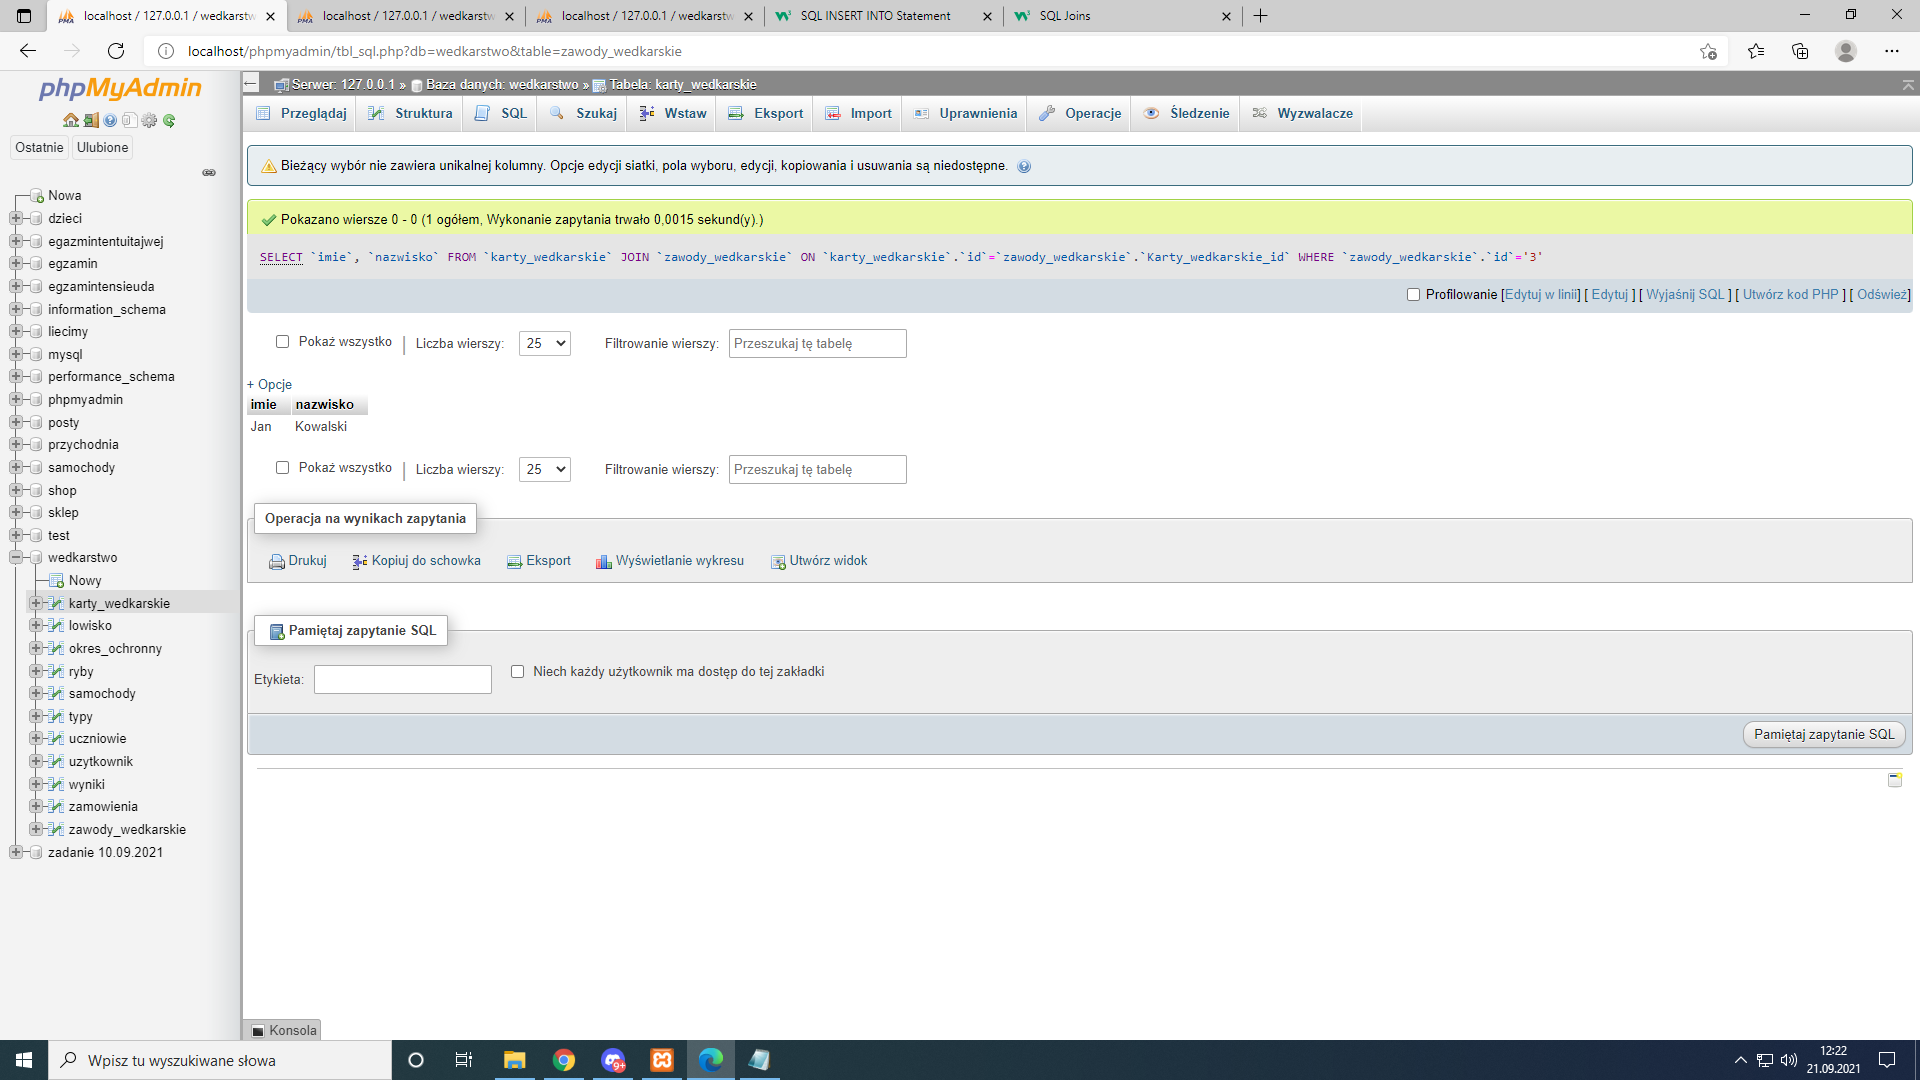 localhost / 127.0.0.1 / wedkarstw
localhost / 127.0.0.1 / wedkarstw
localhost / 127.0.0.1 / wedkarstw
SQL INSERT INTO Statement
SQL Joins
localhost/phpmyadmin/tbl_sql.php?db=wedkarstwo&table=zawody_wedkarskie
phpMyAdmin
Ostatnie Ulubione
Nowa
dzieci
egazmintentuitajwej
egzamin
egzamintensieuda
information_schema
liecimy
mysql
performance_schema
phpmyadmin
posty
przychodnia
samochody
shop
sklep
test
wedkarstwo
Nowy
karty_wedkarskie
lowisko
okres_ochronny
ryby
samochody
typy
uczniowie
uzytkownik
wyniki
zamowienia
zawody_wedkarskie
zadanie 10.09.2021
Serwer: 127.0.0.1 » Baza danych: wedkarstwo » Tabela: karty_wedkarskie
Przeglądaj Struktura SQL Szukaj Wstaw Eksport Import Uprawnienia Operacje Śledzenie Wyzwalacze
Bieżący wybór nie zawiera unikalnej kolumny. Opcje edycji siatki, pola wyboru, edycji, kopiowania i usuwania są niedostępne.
Pokazano wiersze 0 - 0 (1 ogółem, Wykonanie zapytania trwało 0,0015 sekund(y).)
SELECT `imie`, `nazwisko` FROM `karty_wedkarskie` JOIN `zawody_wedkarskie` ON `karty_wedkarskie`.`id`=`zawody_wedkarskie`.`Karty_wedkarskie_id` WHERE `zawody_wedkarskie`.`id`='3'
Profilowanie [Edytuj w linii] [ Edytuj ] [ Wyjaśnij SQL ] [ Utwórz kod PHP ] [ Odśwież]
Pokaż wszystko | Liczba wierszy: 25 Filtrowanie wierszy: Przeszukaj tę tabelę
+ Opcje
imie nazwisko
Jan Kowalski
Pokaż wszystko | Liczba wierszy: 25 Filtrowanie wierszy: Przeszukaj tę tabelę
Operacja na wynikach zapytania
Drukuj Kopiuj do schowka Eksport Wyświetlanie wykresu Utwórz widok
Pamiętaj zapytanie SQL
Etykieta: Niech każdy użytkownik ma dostęp do tej zakładki
Pamiętaj zapytanie SQL
Konsola
Wpisz tu wyszukiwane słowa
9+
12:22
21.09.2021